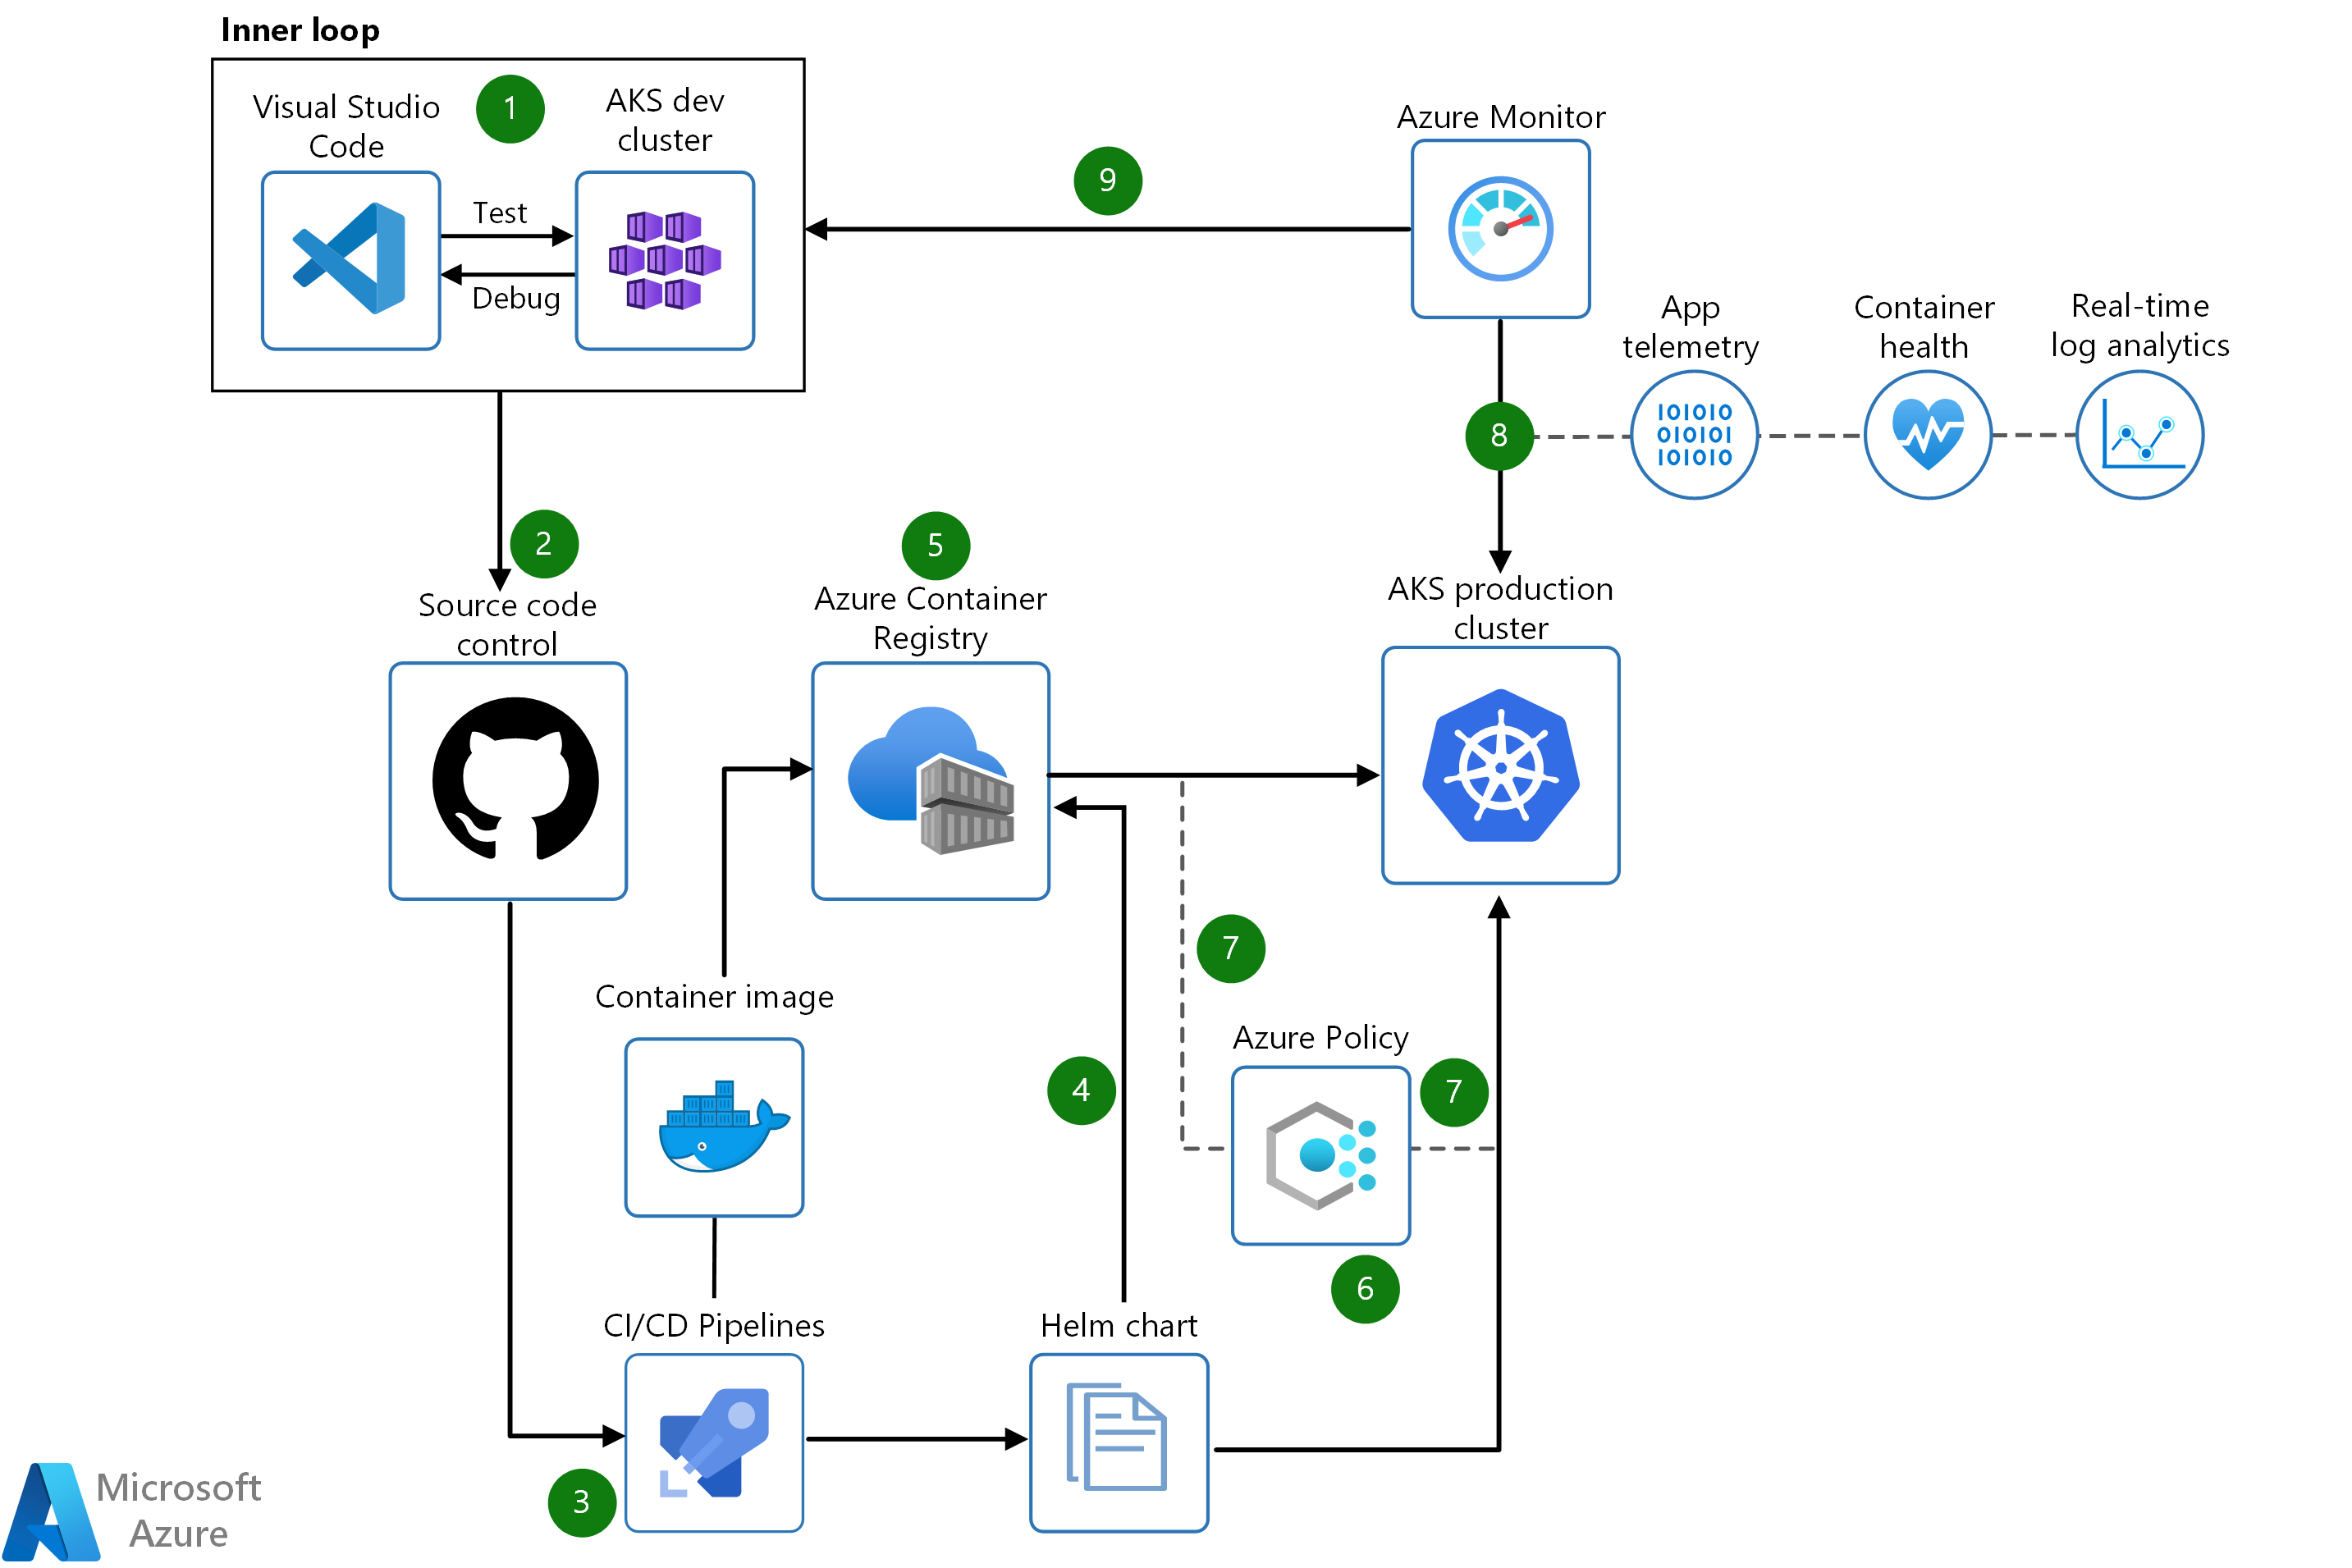 Inner loop
Visual Studio
Code
1
AKS dev
cluster
Test
Debug
9
Azure Monitor
App
telemetry
Container
health
Real-time
log analytics
8
2
Source code
control
5
Azure Container
Registry
AKS production
cluster
7
Container image
4
Azure Policy
7
6
CI/CD Pipelines
3
Helm chart
Microsoft
Azure